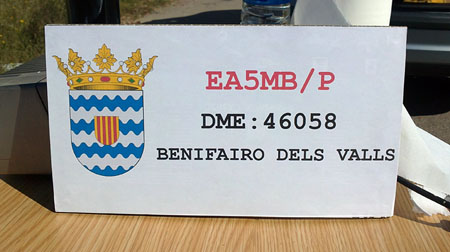 EA5MB/P
DME:46058
BENIFAIRO DELS VALLS